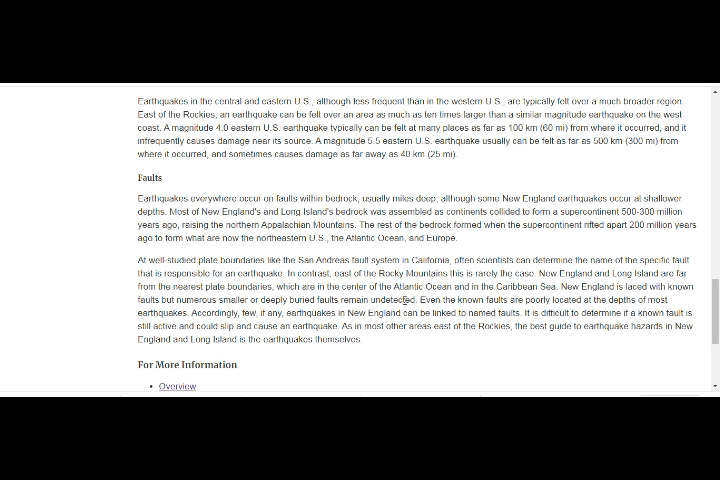 Earthquakes in the central and eastern U.S., although less frequent than in the western U.S., are typically felt over a much broader region.
East of the Rockies, an earthquake can be felt over an area as much as ten times larger than a similar magnitude earthquake on the west
coast. A magnitude 4.0 eastern U.S. earthquake typically can be felt at many places as far as 100 km (60 mi) from where it occurred, and it
infrequently causes damage near its source. A magnitude 5.5 eastern U.S. earthquake usually can be felt as far as 500 km (300 mi) from
where it occurred, and sometimes causes damage as far away as 40 km (25 mi).
Faults
Earthquakes everywhere occur on faults within bedrock, usually miles deep, although some New England earthquakes occur at shallower
depths. Most of New England's and Long Island's bedrock was assembled as continents collided to form a supercontinent 500-300 million
years ago, raising the northern Appalachian Mountains. The rest of the bedrock formed when the supercontinent rifted apart 200 million years
ago to form what are now the northeastern U.S., the Atlantic Ocean, and Europe.
At well-studied plate boundaries like the San Andreas fault system in California, often scientists can determine the name of the specific fault
that is responsible for an earthquake. In contrast, east of the Rocky Mountains this is rarely the case. New England and Long Island are far
from the nearest plate boundaries, which are in the center of the Atlantic Ocean and in the Caribbean Sea. New England is laced with known
faults but numerous smaller or deeply buried faults remain undetected. Even the known faults are poorly located at the depths of most
earthquakes. Accordingly, few, if any, earthquakes in New England can be linked to named faults. It is difficult to determine if a known fault is
still active and could slip and cause an earthquake. As in most other areas east of the Rockies, the best guide to earthquake hazards in New
England and Long Island is the earthquakes themselves.
For More Information
• Overview